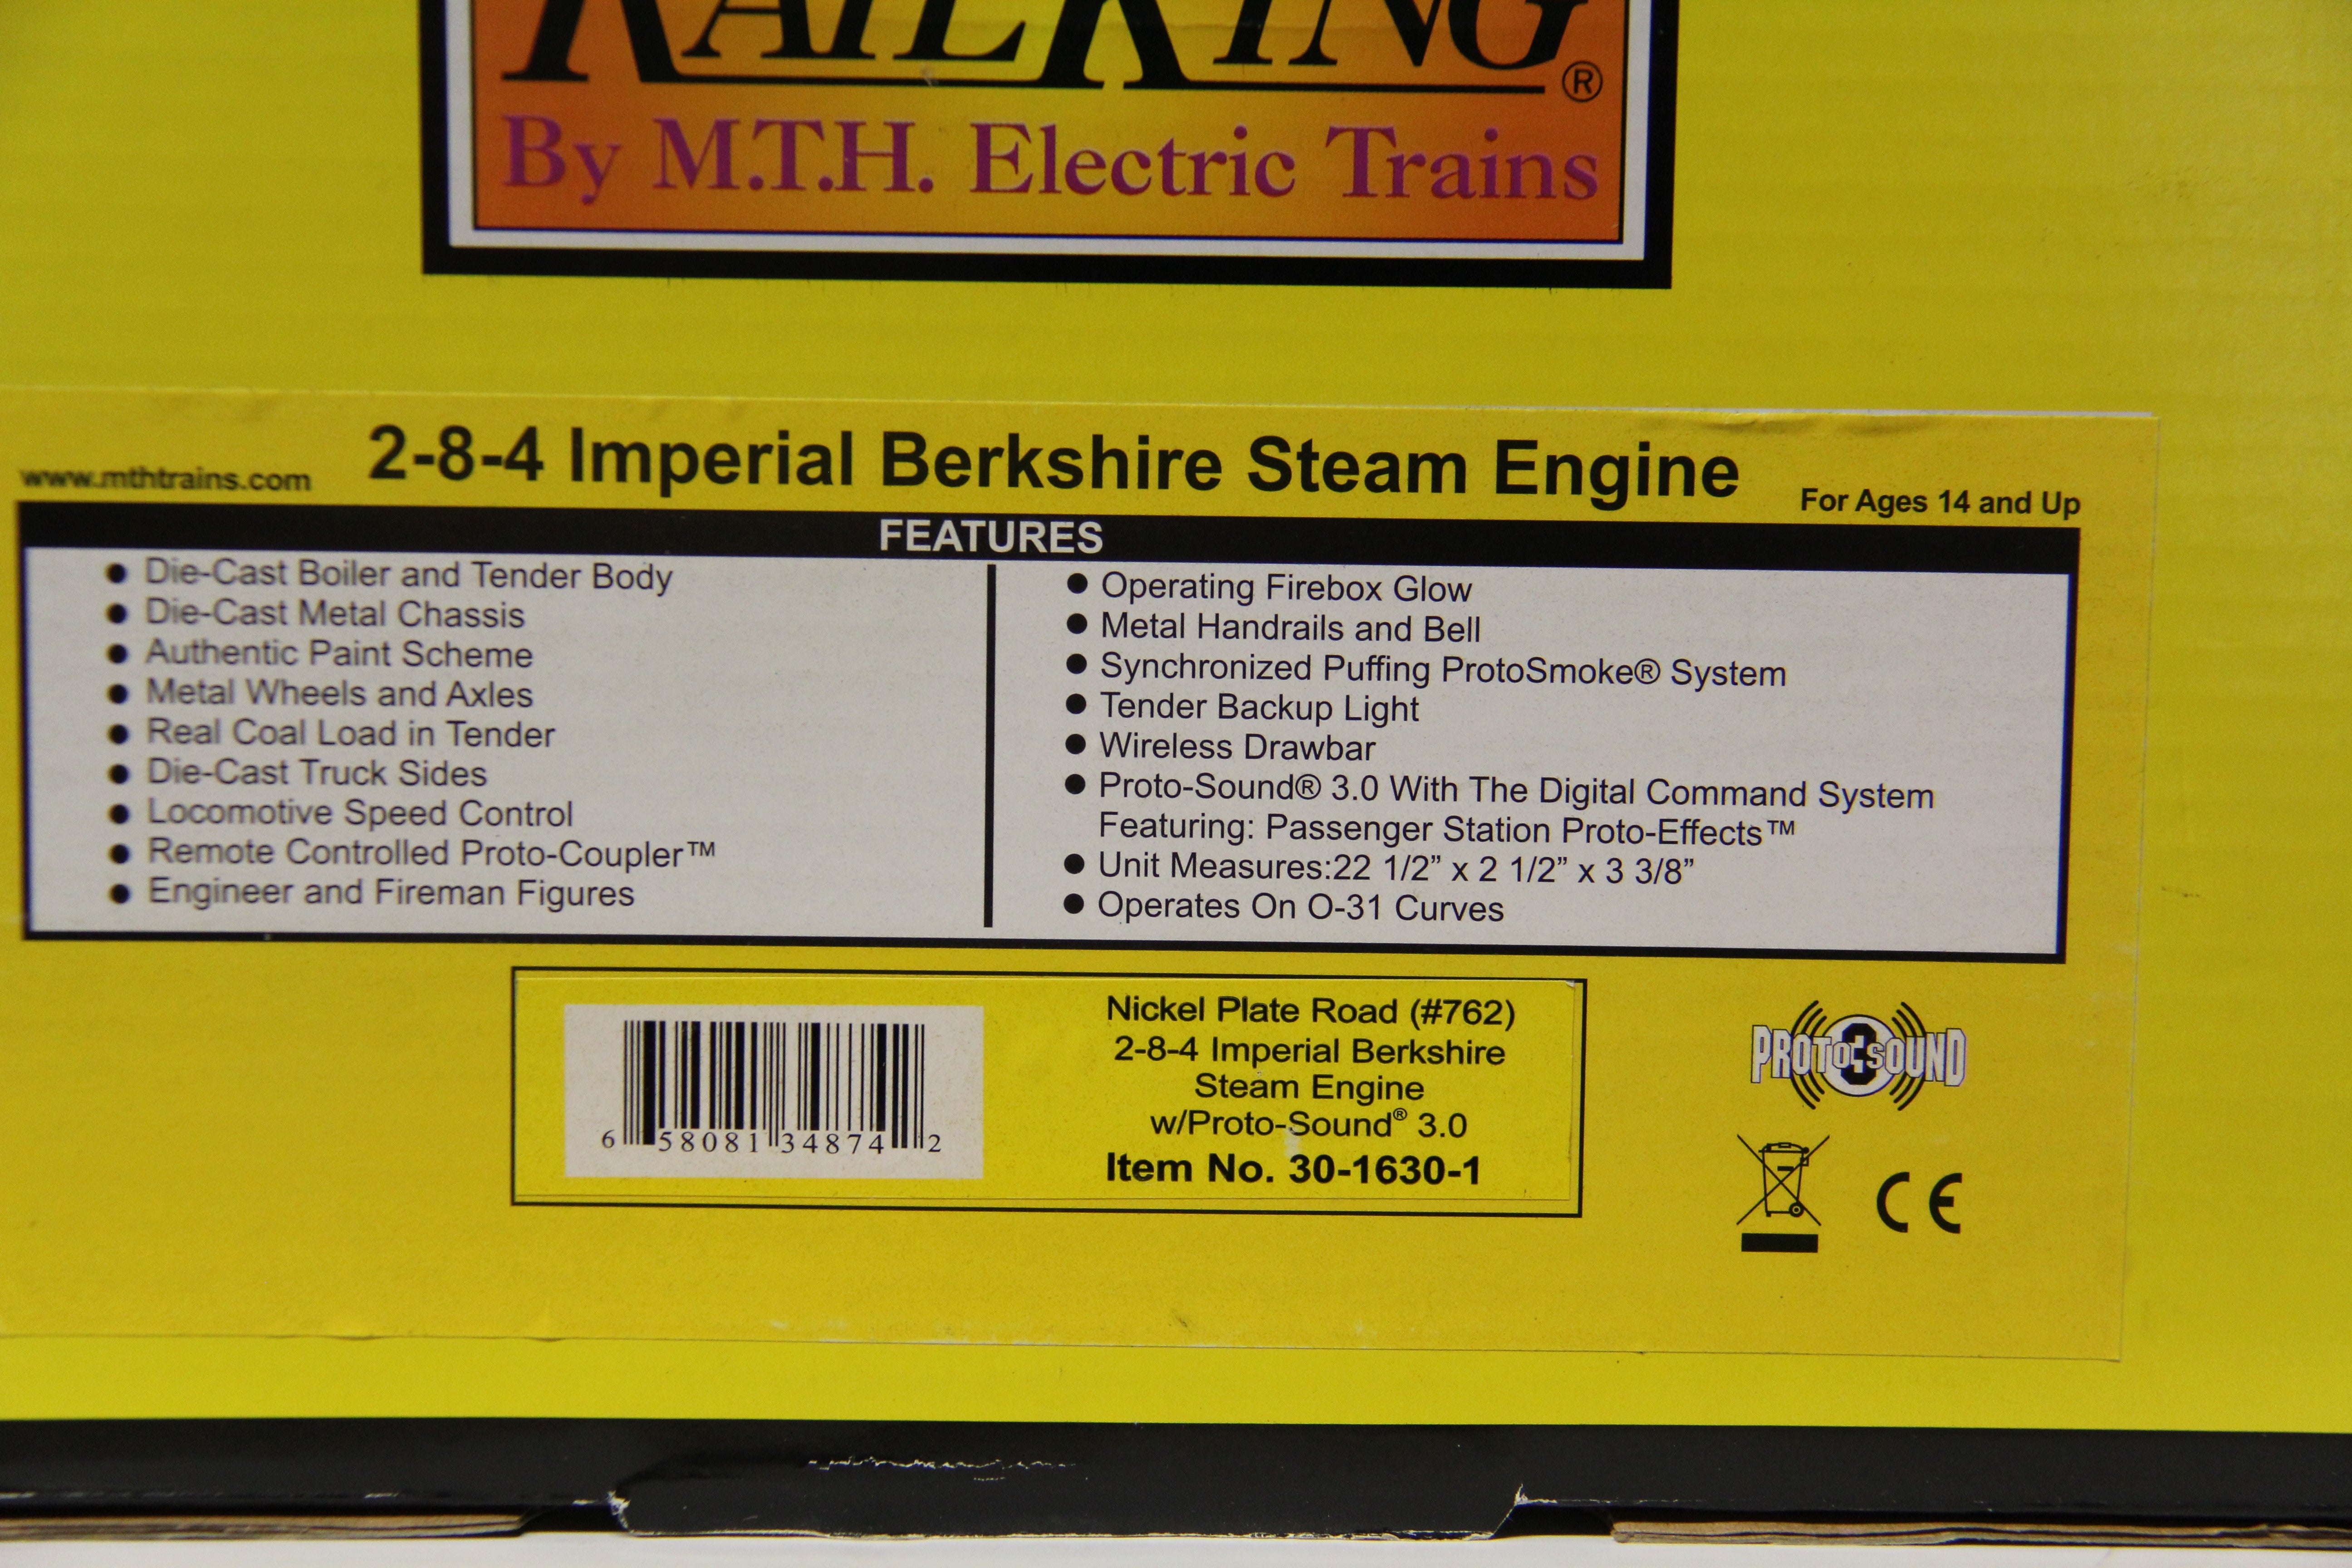 RAILKING®
By M.T.H. Electric Trains
www.mthtrains.com
2-8-4 Imperial Berkshire Steam Engine
For Ages 14 and Up
FEATURES
● Die-Cast Boiler and Tender Body
● Die-Cast Metal Chassis
● Authentic Paint Scheme
● Metal Wheels and Axles
● Real Coal Load in Tender
● Die-Cast Truck Sides
● Locomotive Speed Control
● Remote Controlled Proto-Coupler™
● Engineer and Fireman Figures
● Operating Firebox Glow
● Metal Handrails and Bell
● Synchronized Puffing ProtoSmoke® System
● Tender Backup Light
● Wireless Drawbar
● Proto-Sound® 3.0 With The Digital Command System
Featuring: Passenger Station Proto-Effects™
● Unit Measures:22 1/2” x 2 1/2” x 3 3/8”
● Operates On O-31 Curves
6 58081 34874 2
Nickel Plate Road (#762)
2-8-4 Imperial Berkshire
Steam Engine
w/Proto-Sound® 3.0
Item No. 30-1630-1
PROTO 3 SOUND
CE